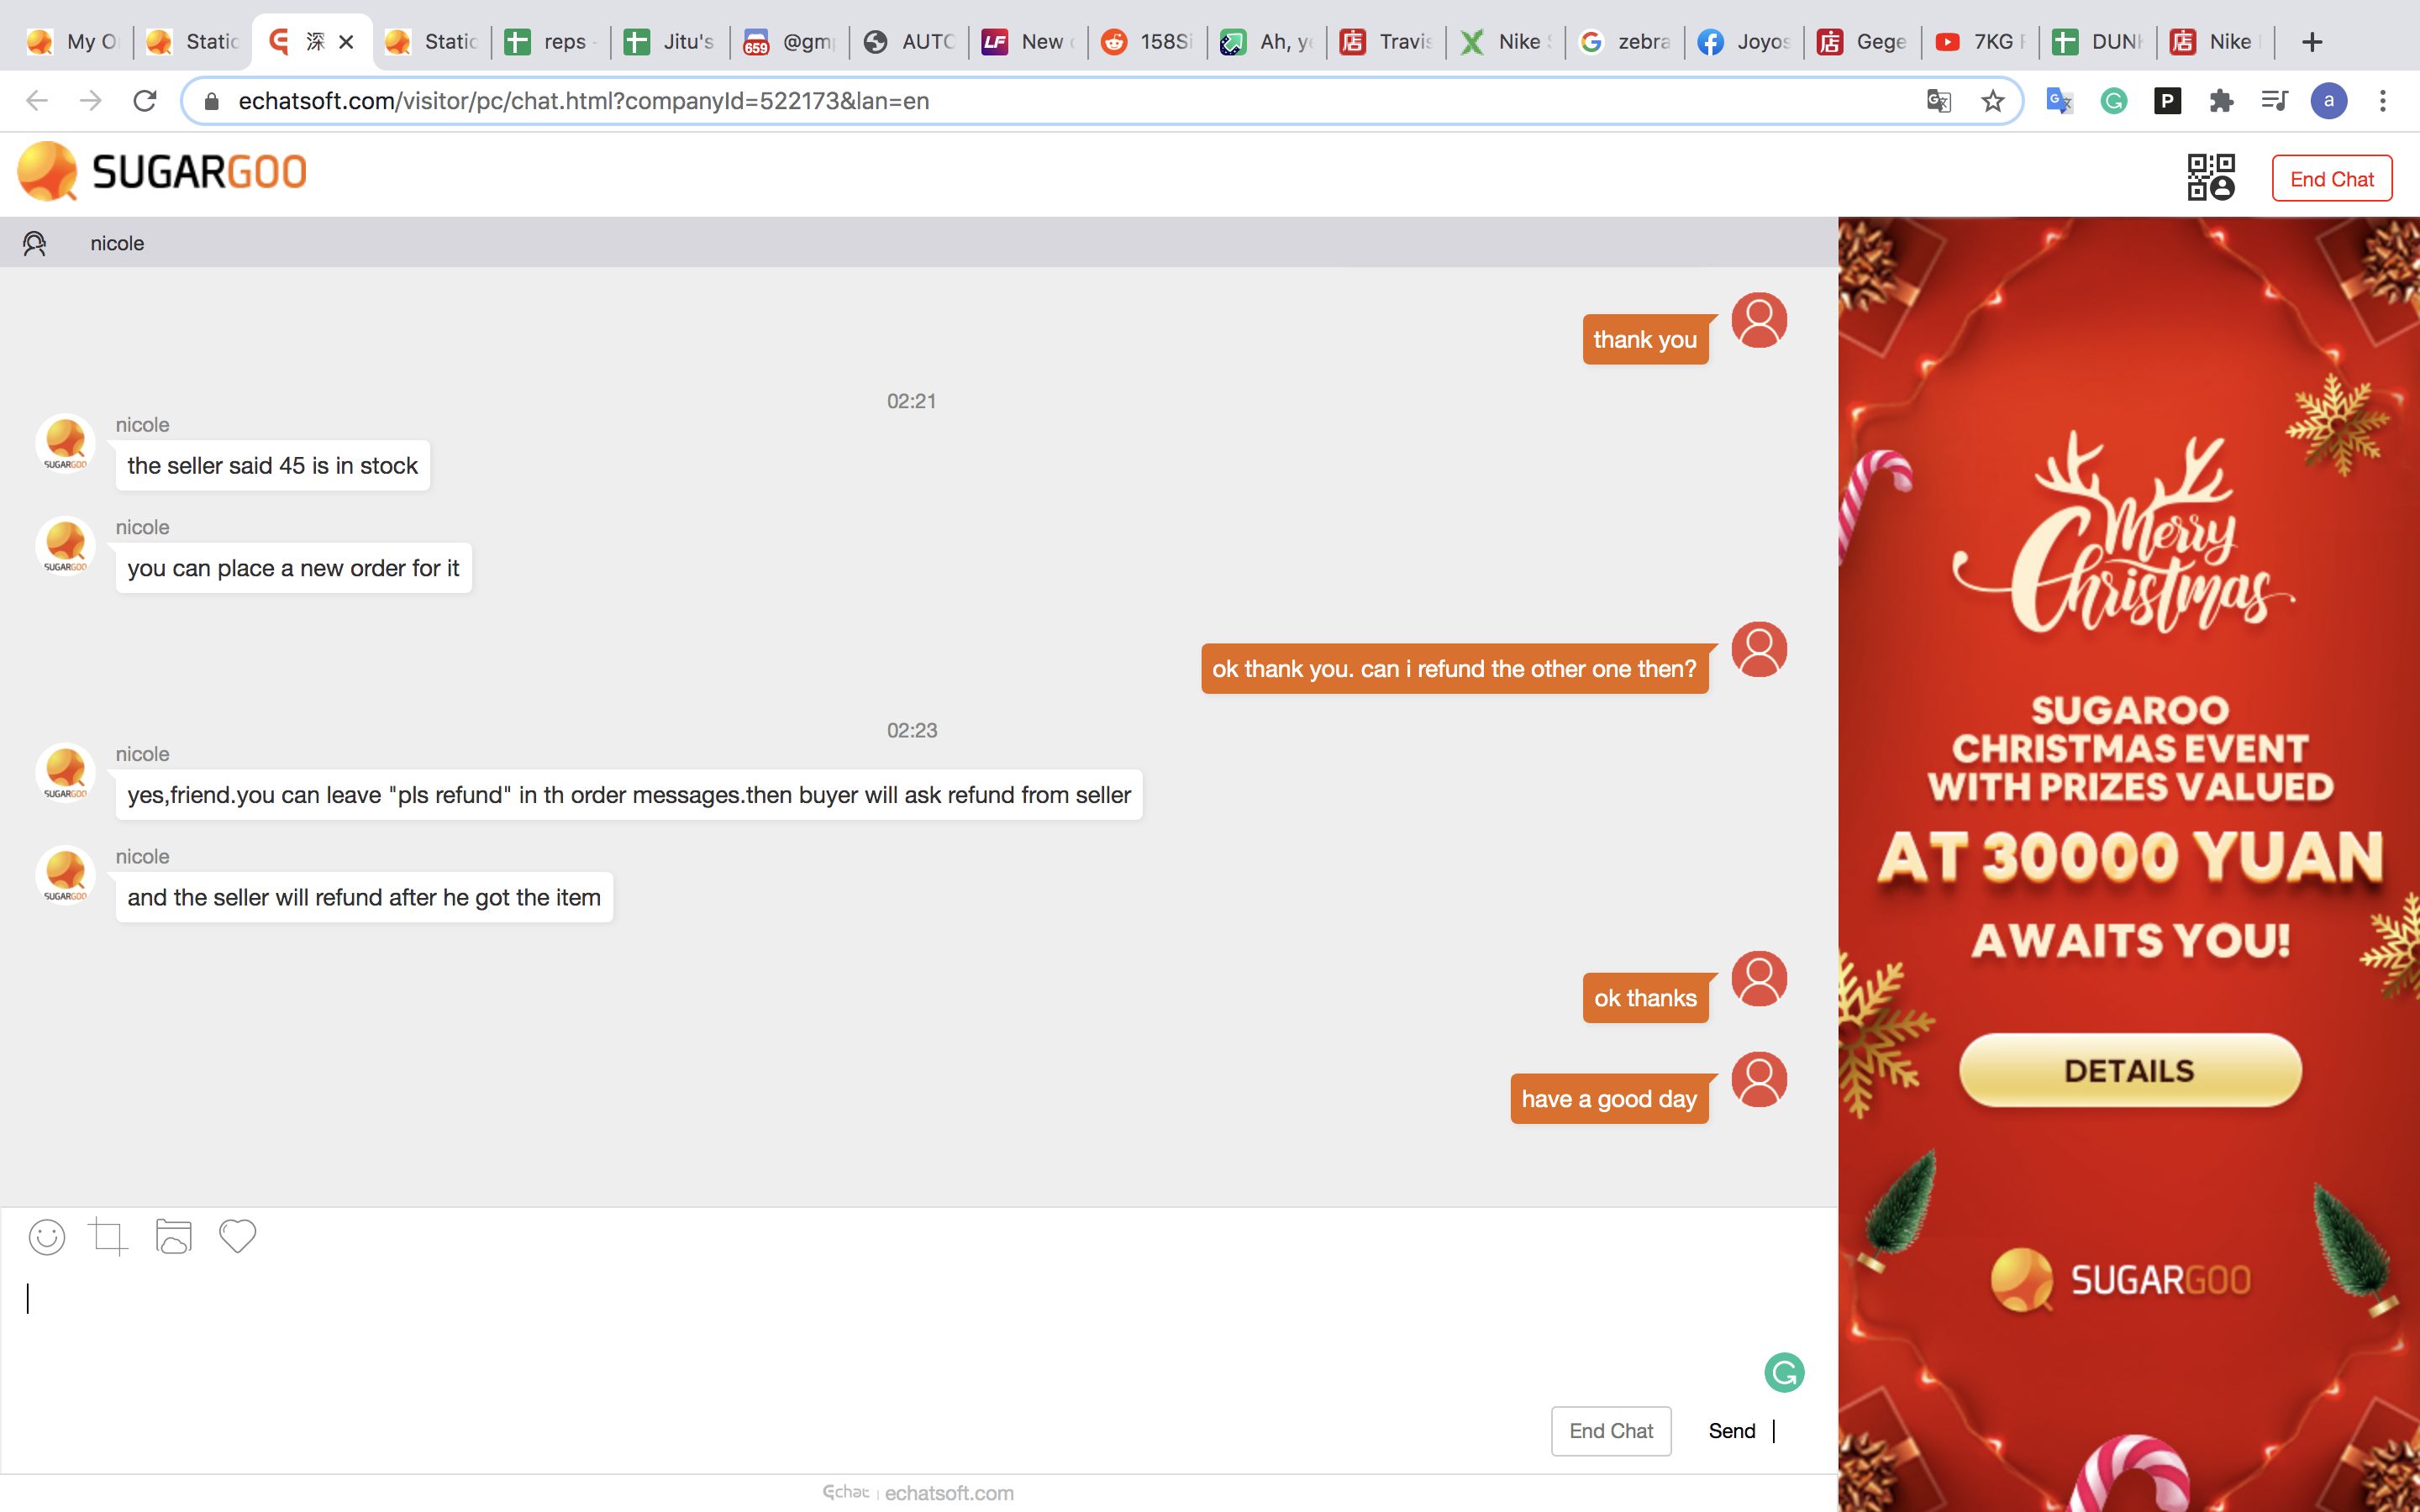 My O
Static
深
Static
reps -
Jitu's
@gm
AUTO
New
158Si
Ah, y
Travis
Nike
zebra
Joyos
Gege
7KG
DUN
Nike
echatsoft.com/visitor/pc/chat.html?companyId=522173&lan=en
P
a
SUGARGOO
End Chat
nicole
thank you
02:21
nicole
the seller said 45 is in stock
nicole
you can place a new order for it
ok thank you. can i refund the other one then?
02:23
nicole
yes,friend.you can leave "pls refund" in th order messages.then buyer will ask refund from seller
nicole
and the seller will refund after he got the item
ok thanks
have a good day
End Chat
Send
Echat | echatsoft.com
Merry
Christmas
SUGAROO
CHRISTMAS EVENT
WITH PRIZES VALUED
AT 30000 YUAN
AWAITS YOU!
DETAILS
SUGARGOO